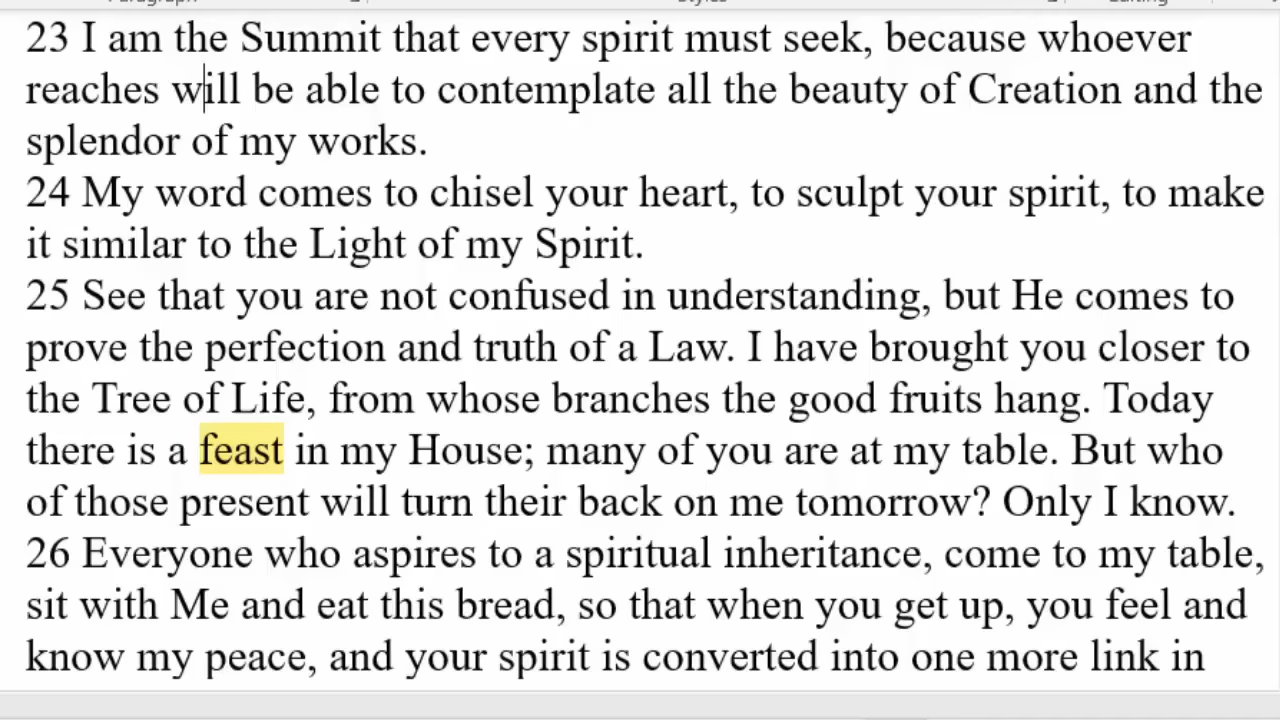 23 I am the Summit that every spirit must seek, because whoever
reaches will be able to contemplate all the beauty of Creation and the
splendor of my works.
24 My word comes to chisel your heart, to sculpt your spirit, to make
it similar to the Light of my Spirit.
25 See that you are not confused in understanding, but He comes to
prove the perfection and truth of a Law. I have brought you closer to
the Tree of Life, from whose branches the good fruits hang. Today
there is a feast in my House; many of you are at my table. But who
of those present will turn their back on me tomorrow? Only I know.
26 Everyone who aspires to a spiritual inheritance, come to my table,
sit with Me and eat this bread, so that when you get up, you feel and
know my peace, and your spirit is converted into one more link in